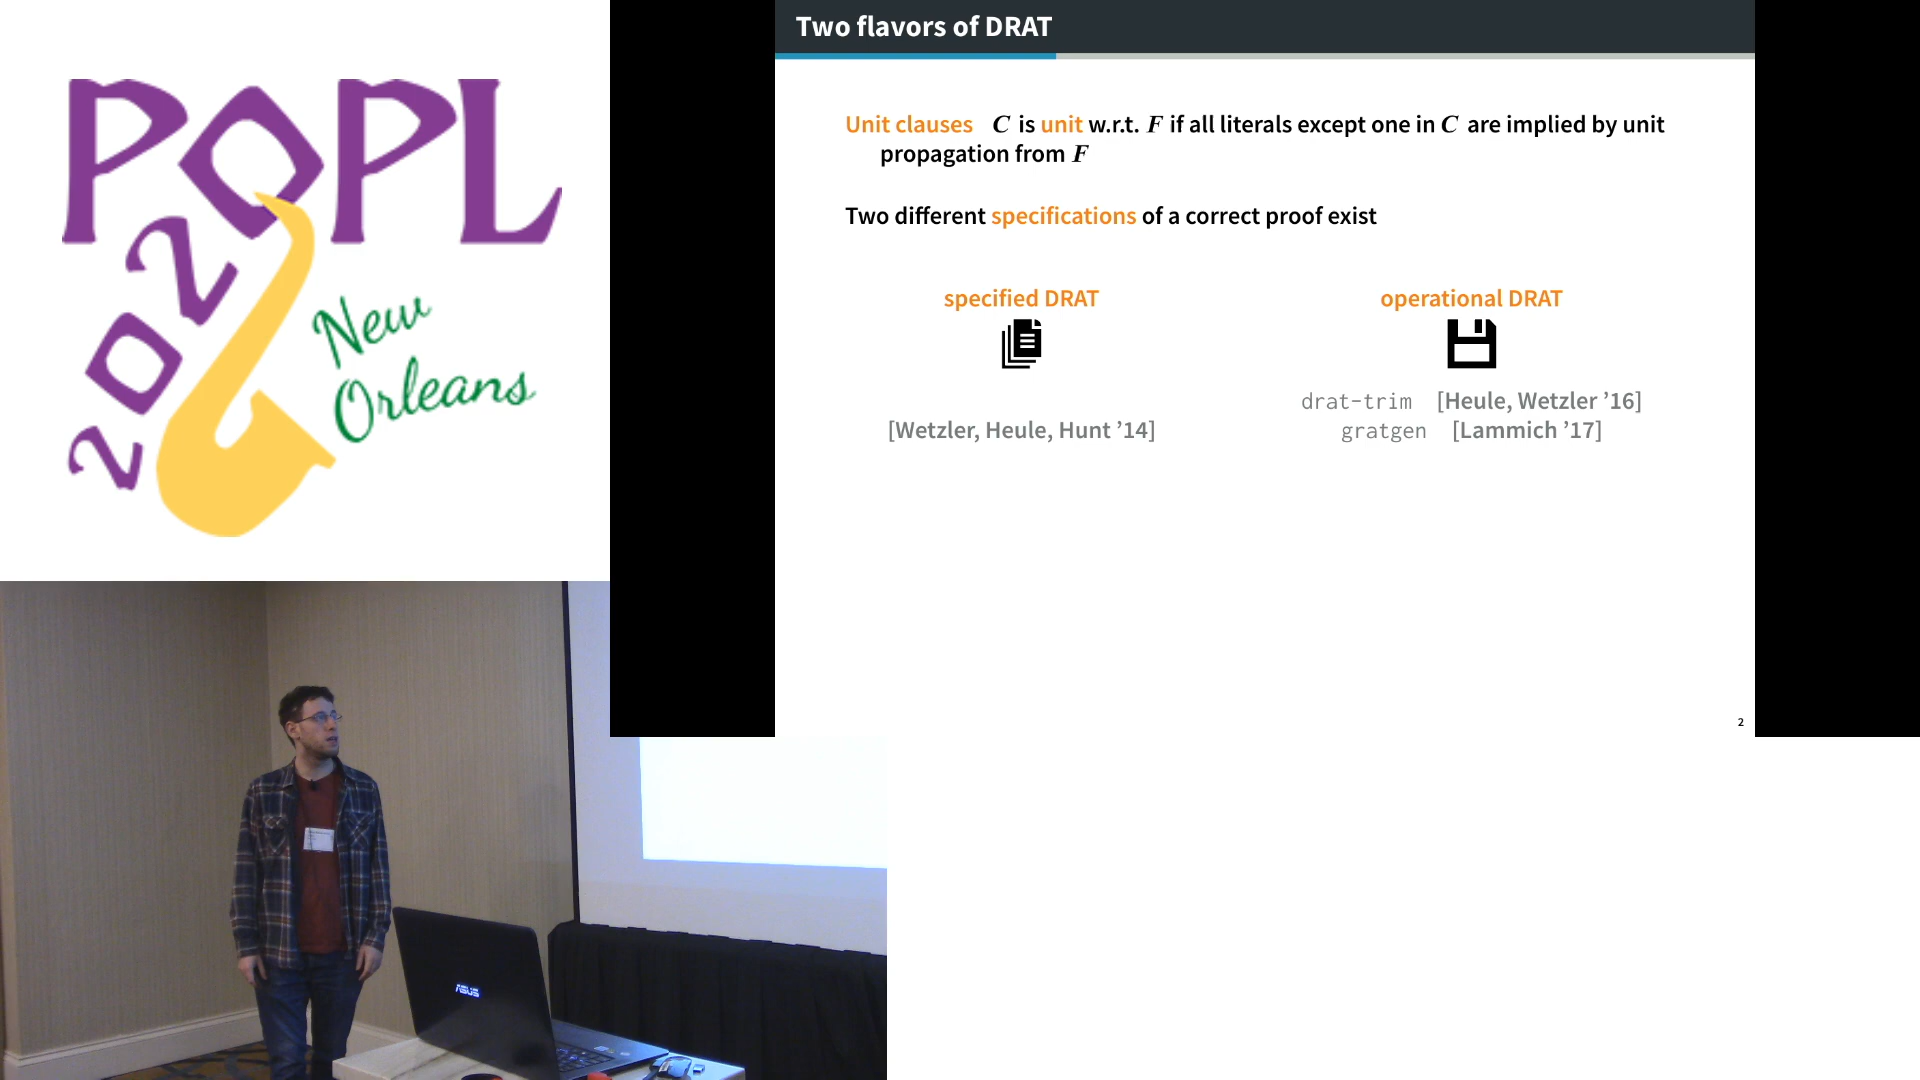 POPL
2020
New
Orleans
Two flavors of DRAT
Unit clauses C is unit w.r.t. F if all literals except one in C are implied by unit
propagation from F
Two different specifications of a correct proof exist
specified DRAT
[Wetzler, Heule, Hunt ’14]
operational DRAT
drat-trim [Heule, Wetzler ’16]
gratgen [Lammich ’17]
2
ASUS